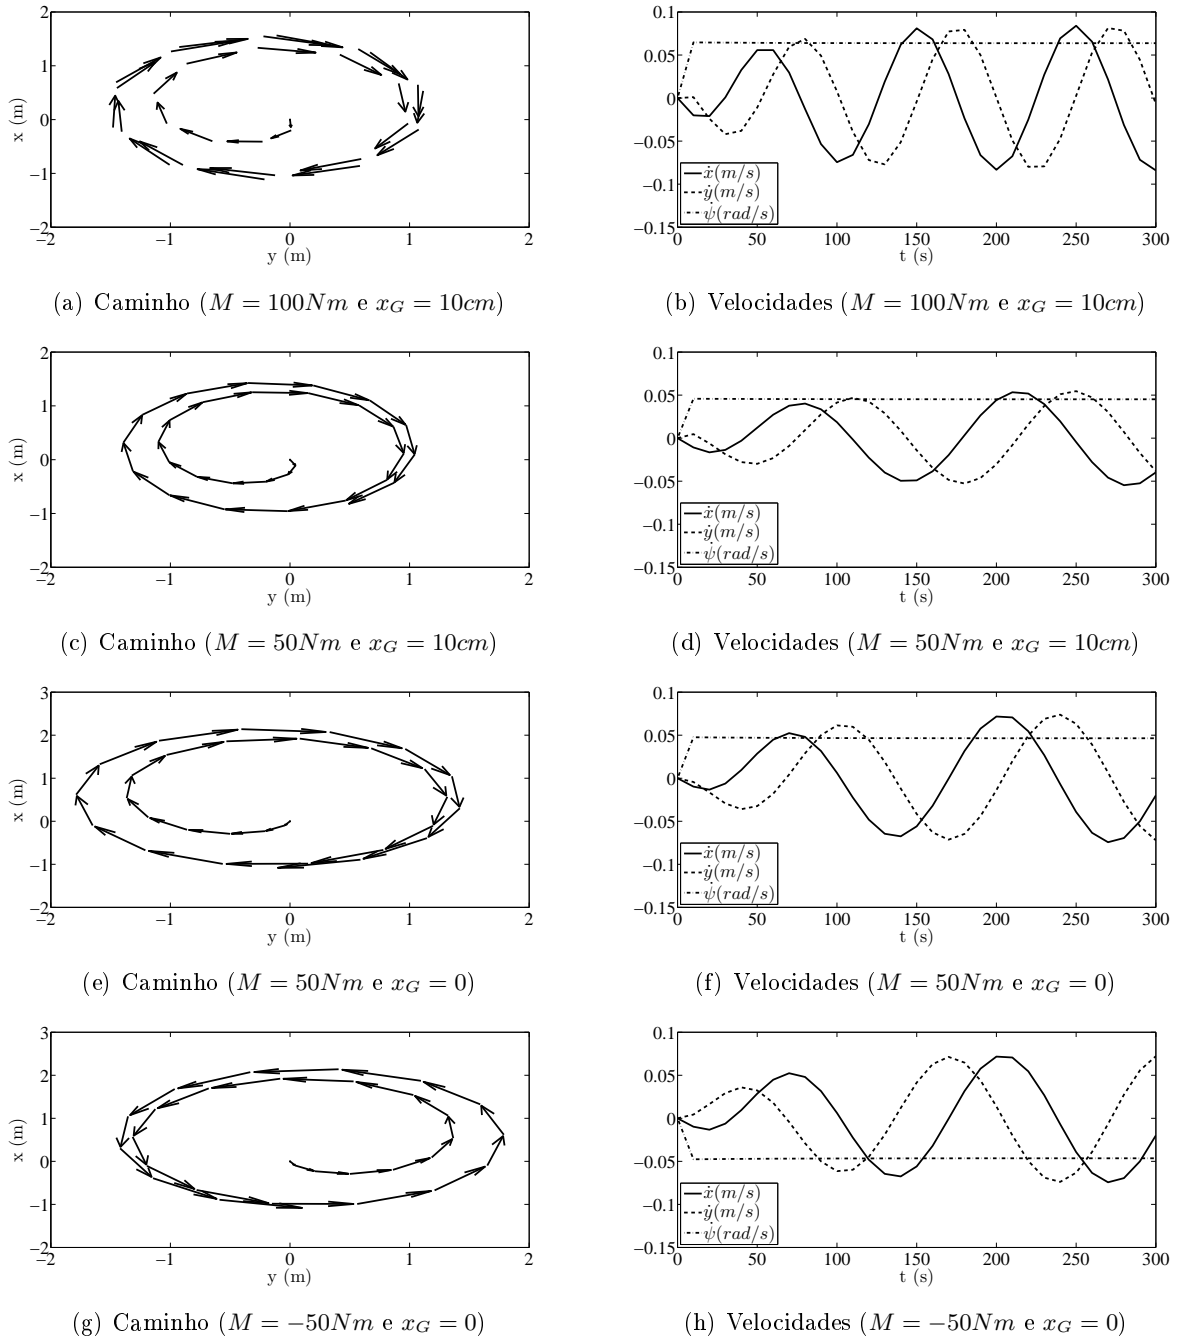 2
1
0
−1
−2
x (m)
−2
−1
0
1
2
y (m)
(a) Caminho (M = 100Nm e x_G = 10cm)
0.1
0.05
0
−0.05
−0.1
−0.15
ẋ(m/s)
ẏ(m/s)
ψ̇(rad/s)
0
50
100
150
200
250
300
t (s)
(b) Velocidades (M = 100Nm e x_G = 10cm)
2
1
0
−1
−2
x (m)
−2
−1
0
1
2
y (m)
(c) Caminho (M = 50Nm e x_G = 10cm)
0.1
0.05
0
−0.05
−0.1
−0.15
ẋ(m/s)
ẏ(m/s)
ψ̇(rad/s)
0
50
100
150
200
250
300
t (s)
(d) Velocidades (M = 50Nm e x_G = 10cm)
3
2
1
0
−1
−2
x (m)
−2
−1
0
1
2
y (m)
(e) Caminho (M = 50Nm e x_G = 0)
0.1
0.05
0
−0.05
−0.1
−0.15
ẋ(m/s)
ẏ(m/s)
ψ̇(rad/s)
0
50
100
150
200
250
300
t (s)
(f) Velocidades (M = 50Nm e x_G = 0)
3
2
1
0
−1
−2
x (m)
−2
−1
0
1
2
y (m)
(g) Caminho (M = −50Nm e x_G = 0)
0.1
0.05
0
−0.05
−0.1
−0.15
ẋ(m/s)
ẏ(m/s)
ψ̇(rad/s)
0
50
100
150
200
250
300
t (s)
(h) Velocidades (M = −50Nm e x_G = 0)